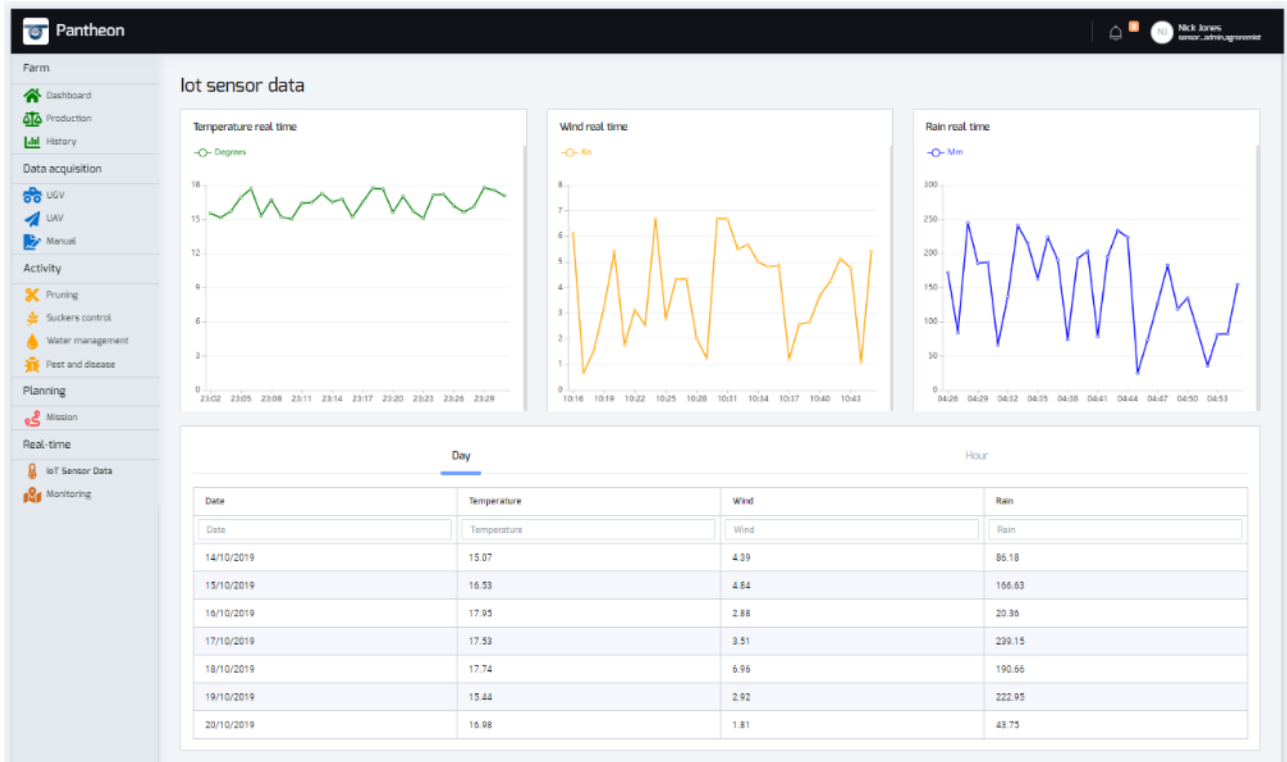 Pantheon
Nick Jones
sensor_admin,agronomist
NJ
Farm
Dashboard
Production
History
Data acquisition
UGV
UAV
Manual
Activity
Pruning
Suckers control
Water management
Pest and disease
Planning
Mission
Real-time
IoT Sensor Data
Monitoring
Iot sensor data
Temperature real time
Degrees
18
15
12
9
6
3
0
23:02 23:05 23:08 23:11 23:14 23:17 23:20 23:23 23:26 23:29
Wind real time
Kn
8
7
6
5
4
3
2
1
0
10:16 10:19 10:22 10:25 10:28 10:31 10:34 10:37 10:40 10:43
Rain real time
Mm
300
250
200
150
100
50
0
04:26 04:29 04:32 04:35 04:38 04:41 04:44 04:47 04:50 04:53
Day Hour
Date Temperature Wind Rain
Date Temperature Wind Rain
14/10/2019 15.07 4.39 86.18
15/10/2019 16.53 4.84 166.63
16/10/2019 17.95 2.88 20.36
17/10/2019 17.53 3.51 239.15
18/10/2019 17.74 6.96 190.66
19/10/2019 15.44 2.92 222.95
20/10/2019 16.98 1.81 43.75